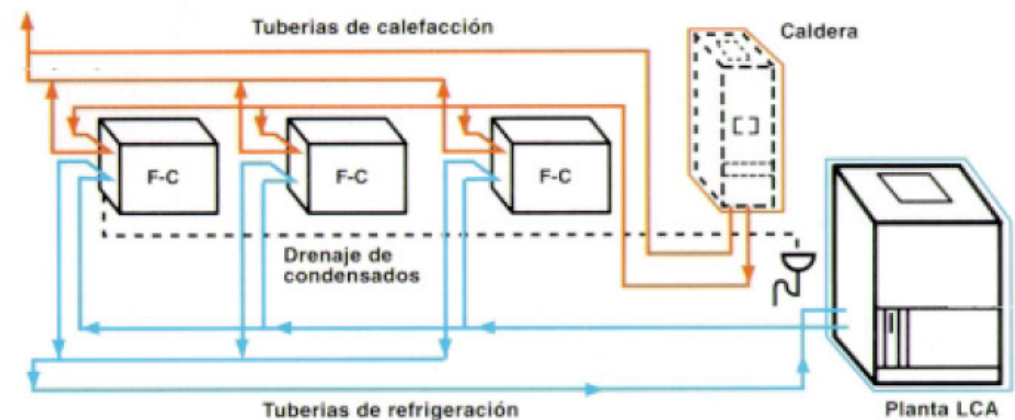 Tuberias de calefacción
Caldera
F-C
F-C
F-C
Drenaje de
condensados
Tuberias de refrigeración
Planta LCA